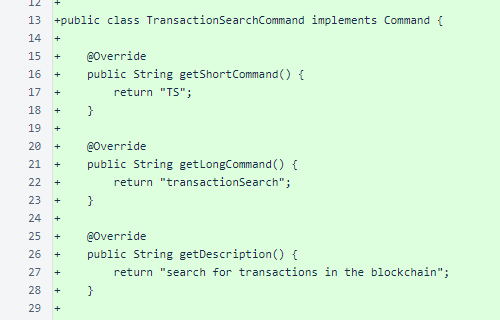 12 +
13 +public class TransactionSearchCommand implements Command {
14 +
15 +    @Override
16 +    public String getShortCommand() {
17 +        return "TS";
18 +    }
19 +
20 +    @Override
21 +    public String getLongCommand() {
22 +        return "transactionSearch";
23 +    }
24 +
25 +    @Override
26 +    public String getDescription() {
27 +        return "search for transactions in the blockchain";
28 +    }
29 +